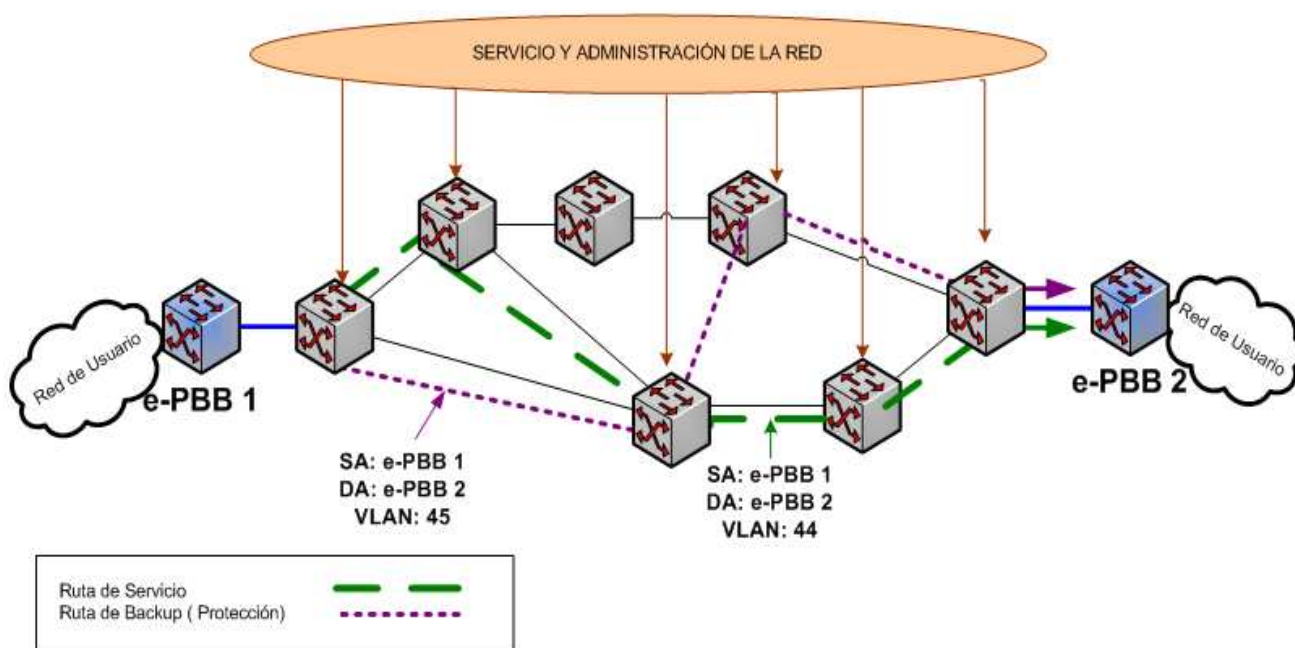 SERVICIO Y ADMINISTRACIÓN DE LA RED
Red de Usuario
e-PBB 1
e-PBB 2
Red de Usuario
SA: e-PBB 1
DA: e-PBB 2
VLAN: 45
SA: e-PBB 1
DA: e-PBB 2
VLAN: 44
Ruta de Servicio
Ruta de Backup ( Protección)